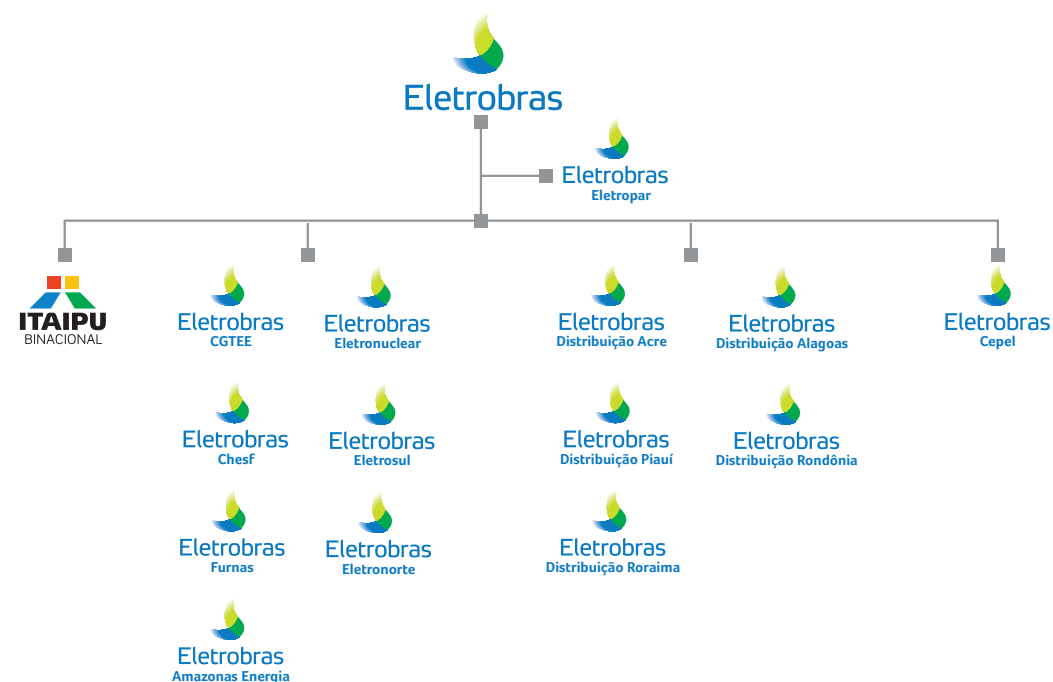 Eletrobras
Eletrobras
Eletropar
ITAIPU
BINACIONAL
Eletrobras
CGTEE
Eletrobras
Eletronuclear
Eletrobras
Distribuição Acre
Eletrobras
Distribuição Alagoas
Eletrobras
Cepel
Eletrobras
Chesf
Eletrobras
Eletrosul
Eletrobras
Distribuição Piauí
Eletrobras
Distribuição Rondônia
Eletrobras
Furnas
Eletrobras
Eletronorte
Eletrobras
Distribuição Roraima
Eletrobras
Amazonas Energia